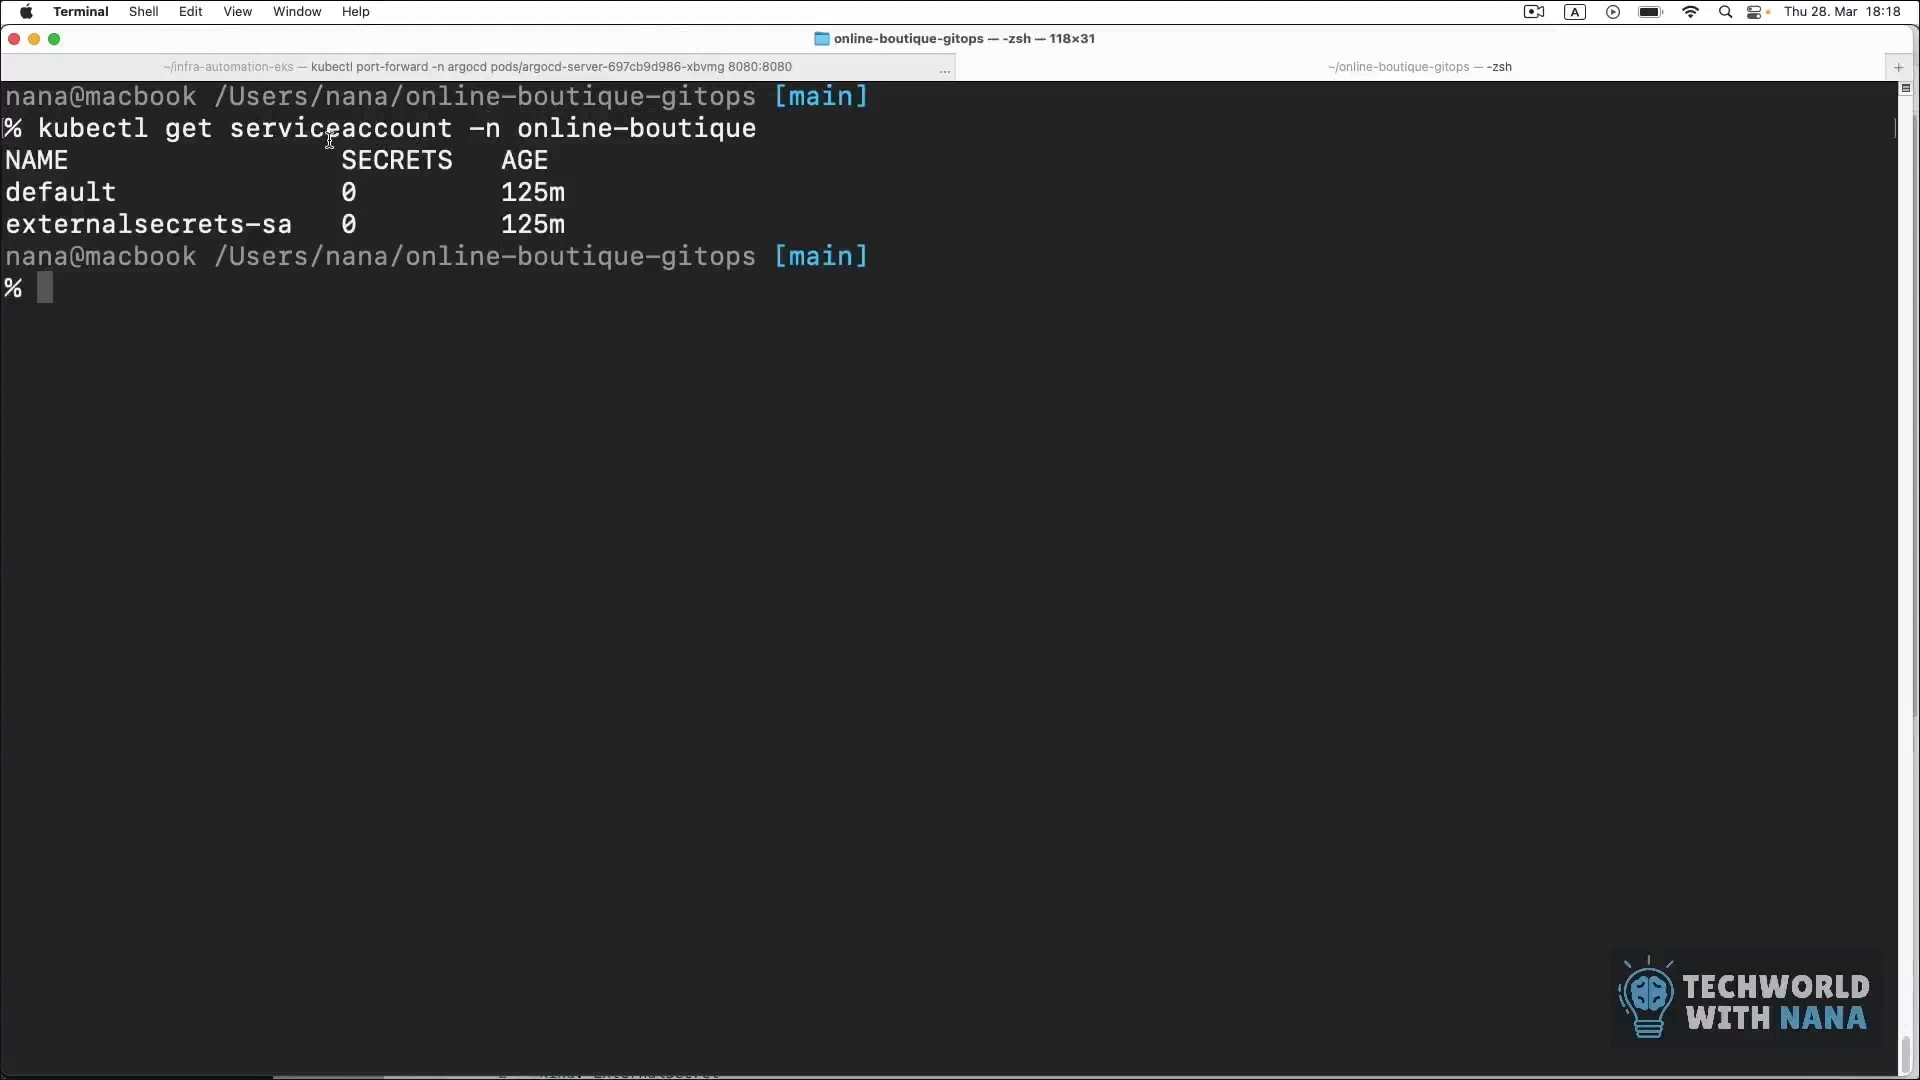 Terminal Shell Edit View Window Help A Thu 28. Mar 18:18
online-boutique-gitops — -zsh — 118×31
~/infra-automation-eks — kubectl port-forward -n argocd pods/argocd-server-697cb9d986-xbvmg 8080:8080 ... ~/online-boutique-gitops — -zsh +
nana@macbook /Users/nana/online-boutique-gitops [main]
% kubectl get serviceaccount -n online-boutique
NAME SECRETS AGE
default 0 125m
externalsecrets-sa 0 125m
nana@macbook /Users/nana/online-boutique-gitops [main]
%
TECHWORLD
WITH NANA